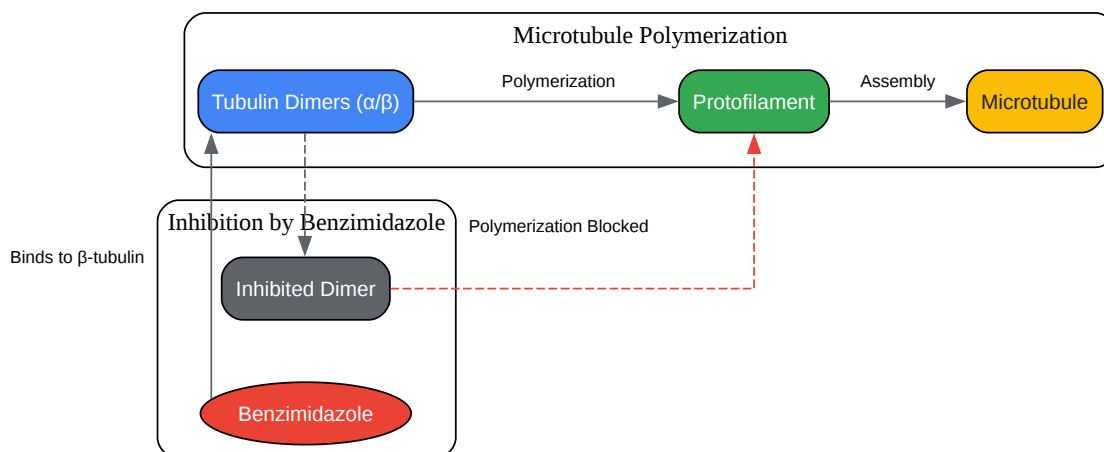 Microtubule Polymerization
Tubulin Dimers (α/β)
Polymerization
Protofilament
Assembly
Microtubule
Inhibition by Benzimidazole
Polymerization Blocked
Binds to β-tubulin
Inhibited Dimer
Benzimidazole